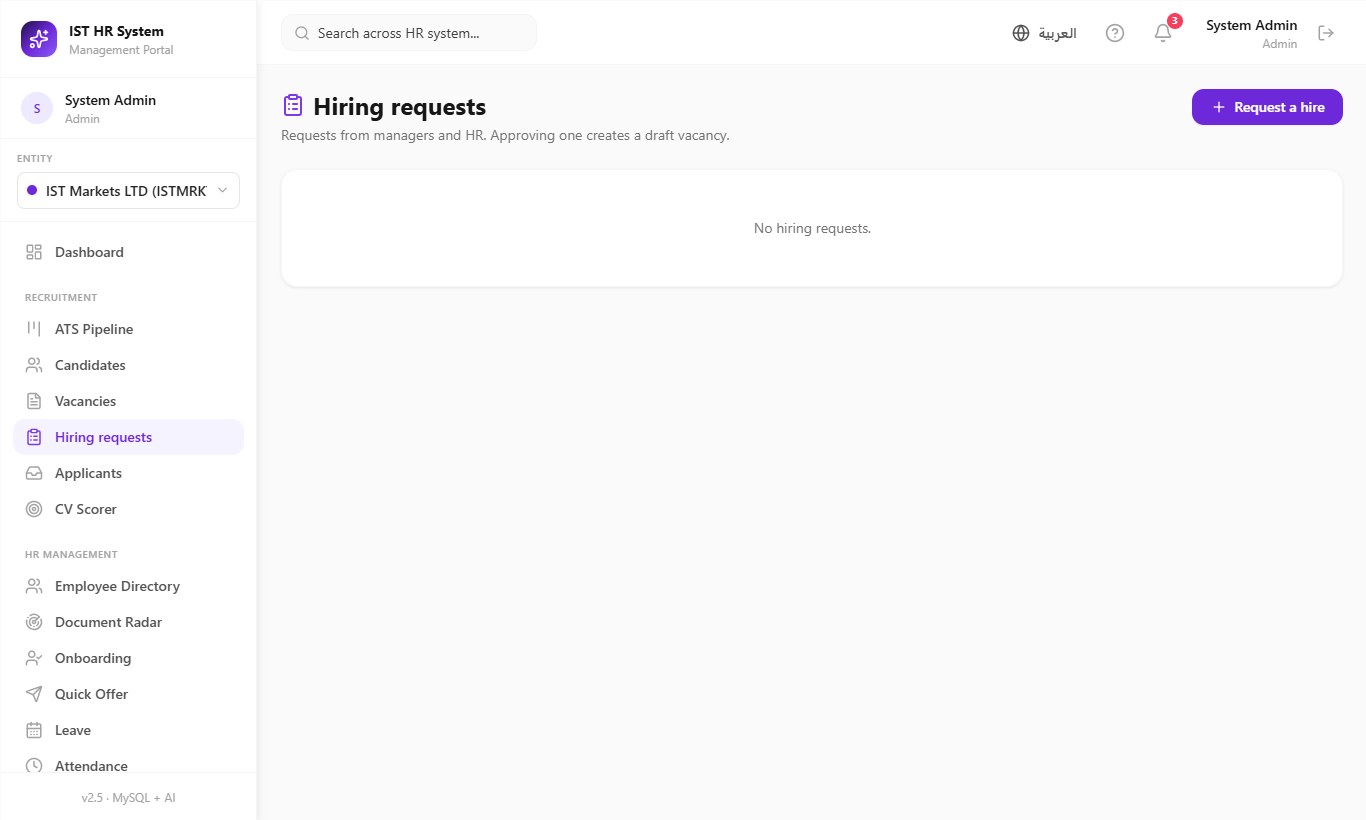 IST HR System
Management Portal
S
System Admin
Admin
ENTITY
IST Markets LTD (ISTMRK
Dashboard
RECRUITMENT
ATS Pipeline
Candidates
Vacancies
Hiring requests
Applicants
CV Scorer
HR MANAGEMENT
Employee Directory
Document Radar
Onboarding
Quick Offer
Leave
Attendance
v2.5 · MySQL + AI
Search across HR system...
العربية
3
System Admin
Admin
Hiring requests
Requests from managers and HR. Approving one creates a draft vacancy.
Request a hire
No hiring requests.